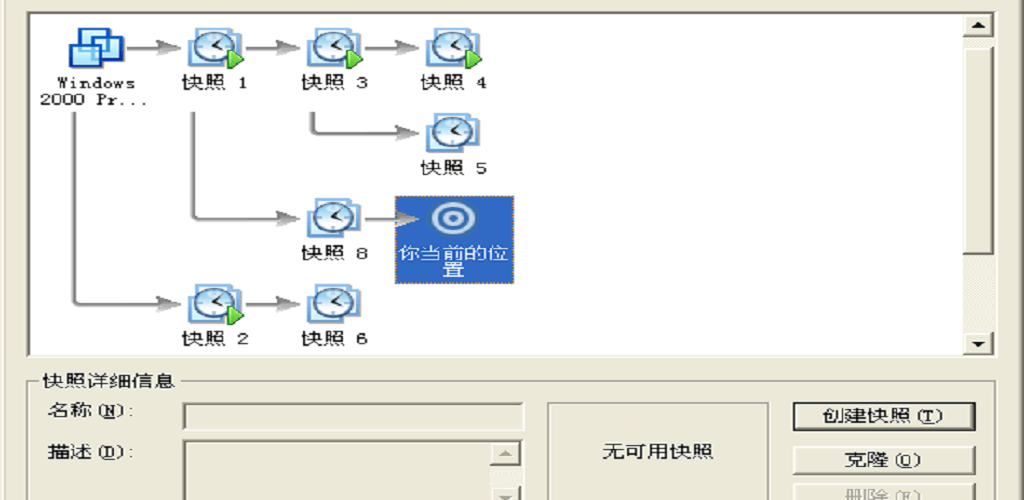 Windows
2000 Pr...
快照 1
快照 3
快照 4
快照 5
快照 8
你当前的位
置
快照 2
快照 6
快照详细信息
名称(N):
创建快照(T)
描述(D):
无可用快照
克隆(O)
删除(E)